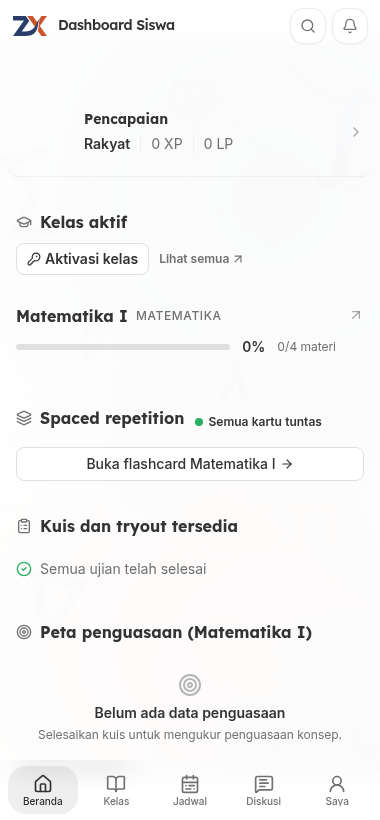 ZX Dashboard Siswa
Pencapaian
Rakyat 0 XP 0 LP
Kelas aktif
Aktivasi kelas Lihat semua ↗
Matematika I MATEMATIKA
0% 0/4 materi
Spaced repetition Semua kartu tuntas
Buka flashcard Matematika I →
Kuis dan tryout tersedia
Semua ujian telah selesai
Peta penguasaan (Matematika I)
Belum ada data penguasaan
Selesaikan kuis untuk mengukur penguasaan konsep.
Beranda Kelas Jadwal Diskusi Saya